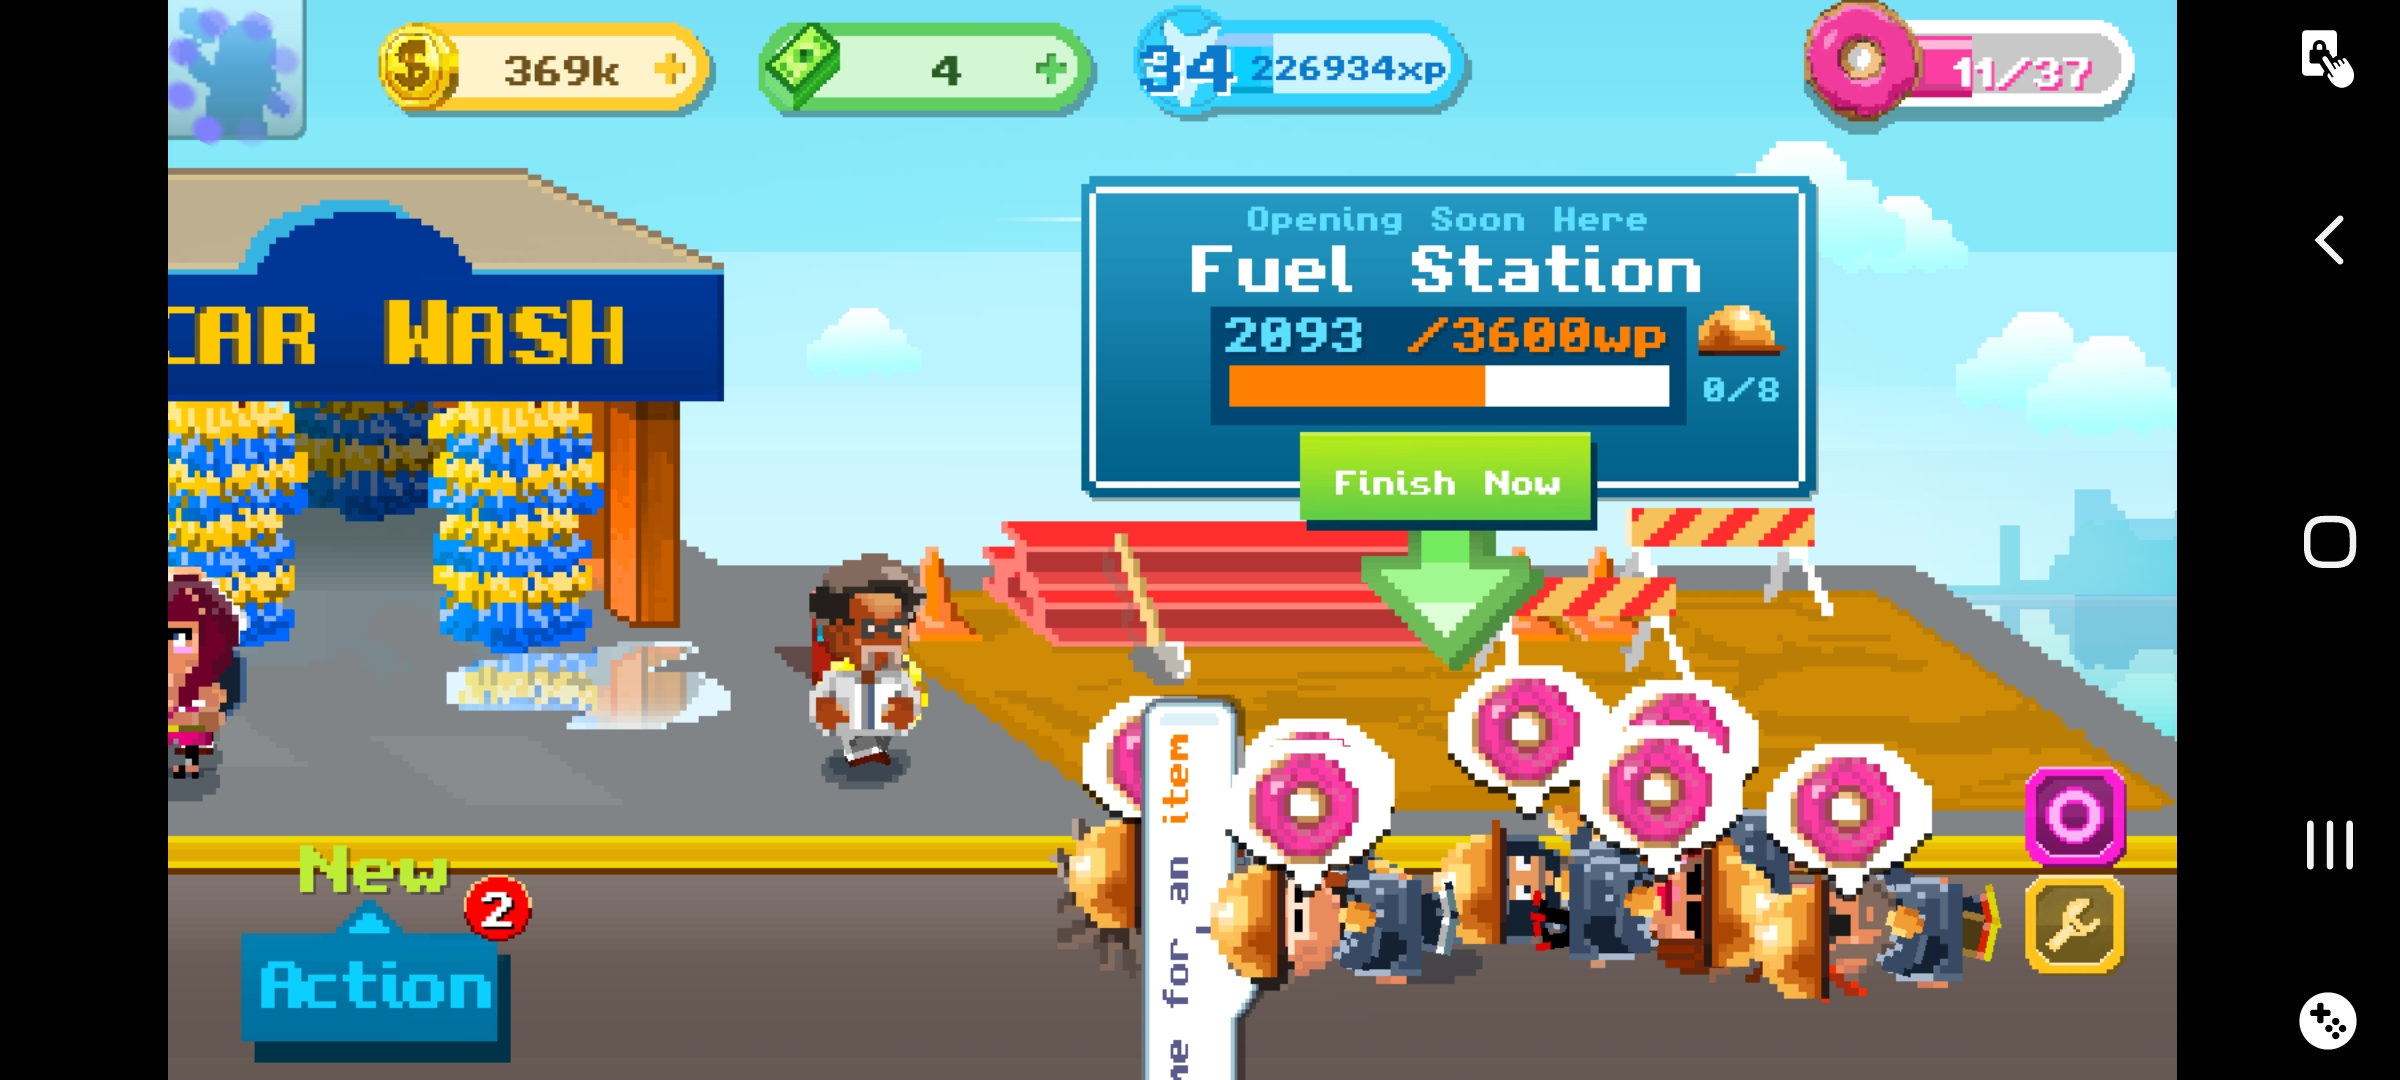 369k
4
34
226934xp
11/37
Opening Soon Here
Fuel Station
2093 /3600wp
0/8
Finish Now
CAR WASH
item
for an
New
2
Action